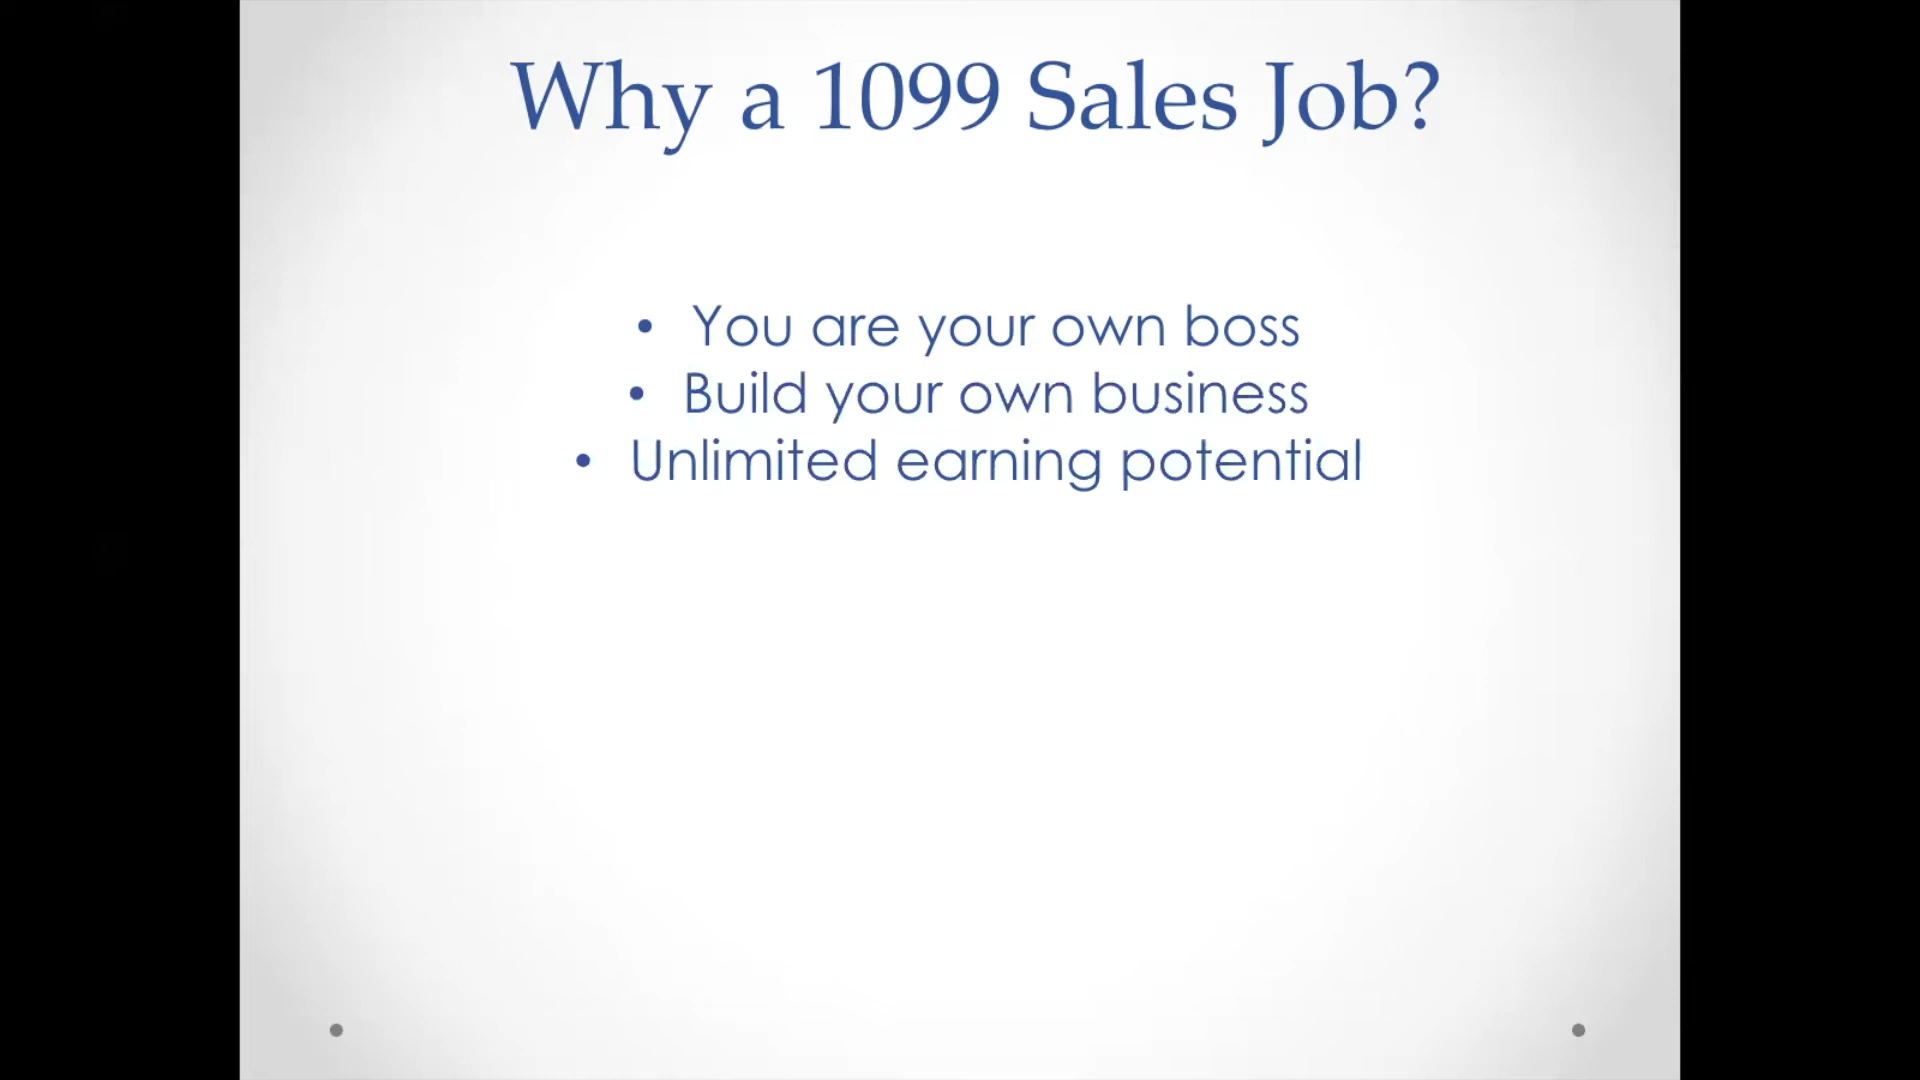 Why a 1099 Sales Job?
• You are your own boss
• Build your own business
• Unlimited earning potential